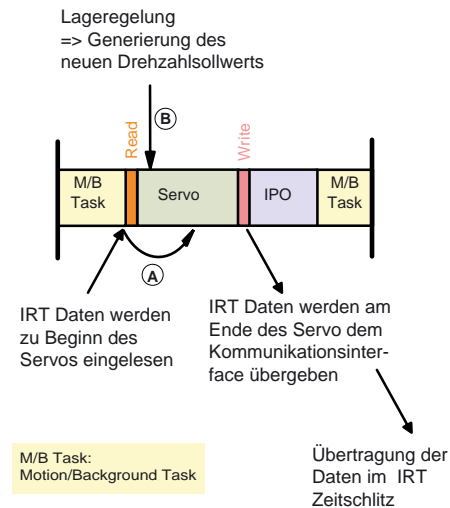 Lageregelung
=> Generierung des
neuen Drehzahlsollwerts
B
Read
Write
M/B
Task
Servo
IPO
M/B
Task
A
IRT Daten werden
zu Beginn des
Servos eingelesen
IRT Daten werden am
Ende des Servo dem
Kommunikationsinter-
face übergeben
M/B Task:
Motion/Background Task
Übertragung der
Daten im IRT
Zeitschlitz